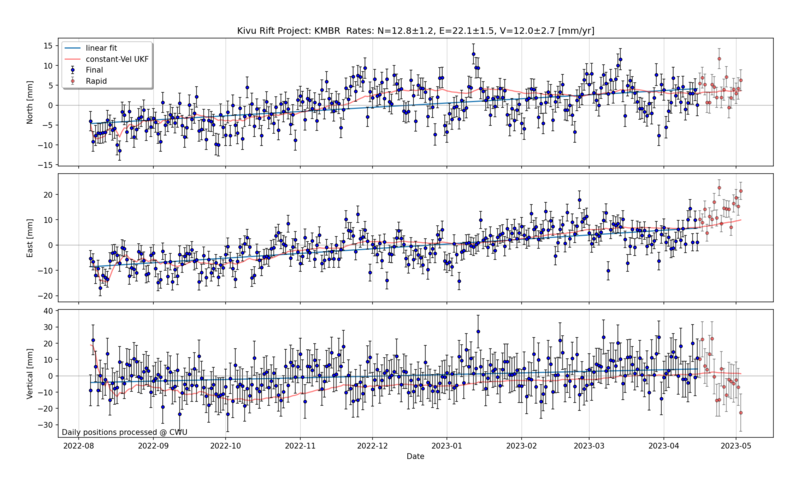 Kivu Rift Project: KMBR  Rates: N=12.8±1.2, E=22.1±1.5, V=12.0±2.7 [mm/yr]
linear fit
constant-Vel UKF
Final
Rapid
North [mm]
15
10
5
0
−5
−10
−15
East [mm]
20
10
0
−10
−20
Vertical [mm]
40
30
20
10
0
−10
−20
−30
Daily positions processed @ CWU
2022-08 2022-09 2022-10 2022-11 2022-12 2023-01 2023-02 2023-03 2023-04 2023-05
Date